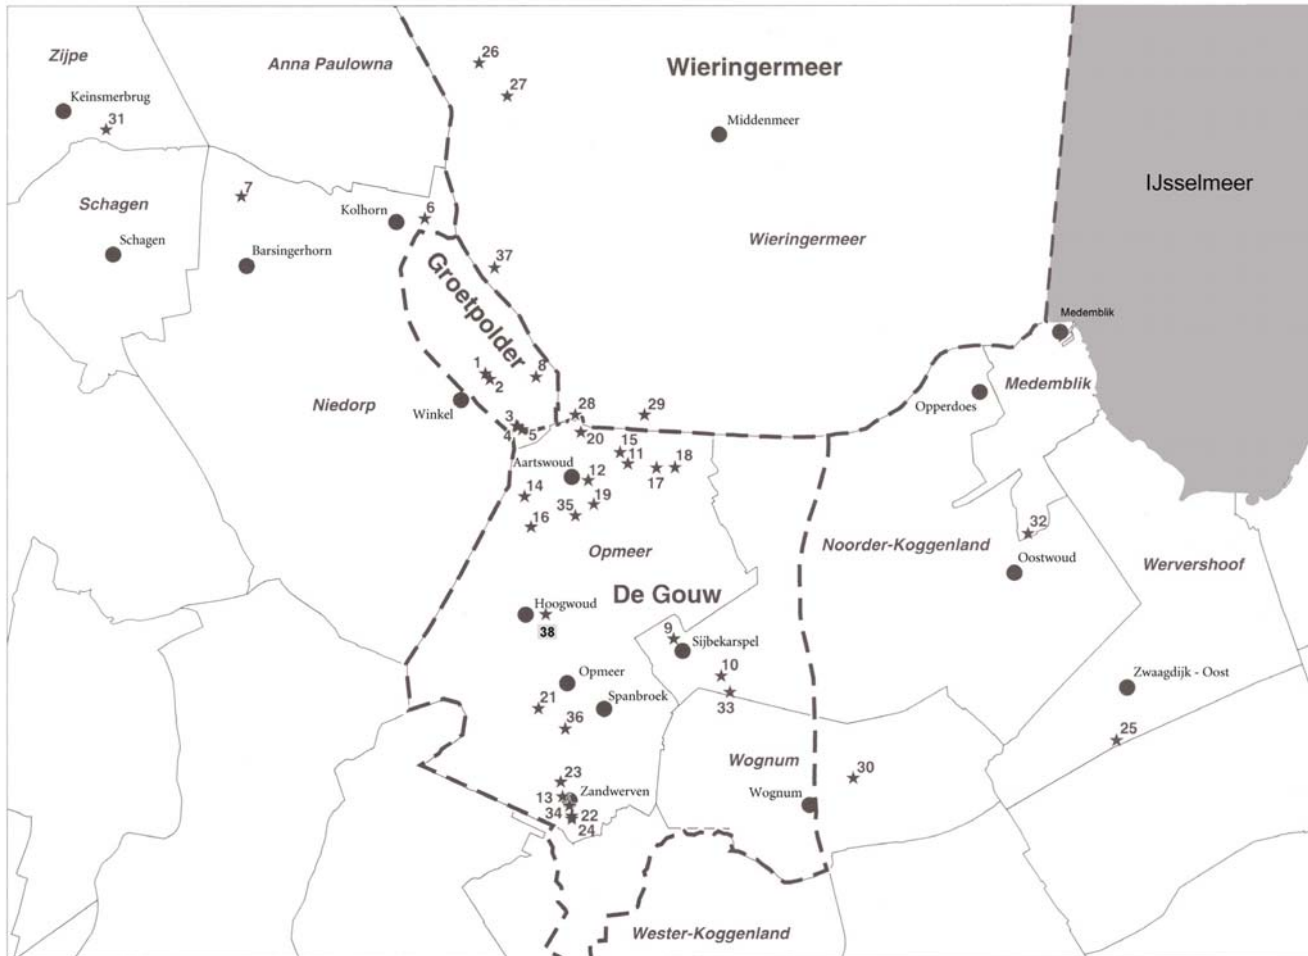 Zijpe
Anna Paulowna
26
Wieringermeer
27
Keinsmerbrug
31
Middenmeer
IJsselmeer
7
Schagen
Kolhorn
6
Schagen
Barsingerhorn
37
Wieringermeer
Groetpolder
Medemblik
1
2
8
Niedorp
Winkel
Medemblik
Opperdoes
28
29
3
4
5
20
15
11
18
17
Aartswoud
12
14
19
35
16
32
Opmeer
Noorder-Koggenland
Oostwoud
Wervershoof
De Gouw
Hoogwoud
38
9
Sijbekarspel
10
33
Opmeer
Zwaagdijk - Oost
21
Spanbroek
36
25
Wognum
30
23
Zandwerven
13
Wognum
34
22
24
Wester-Koggenland